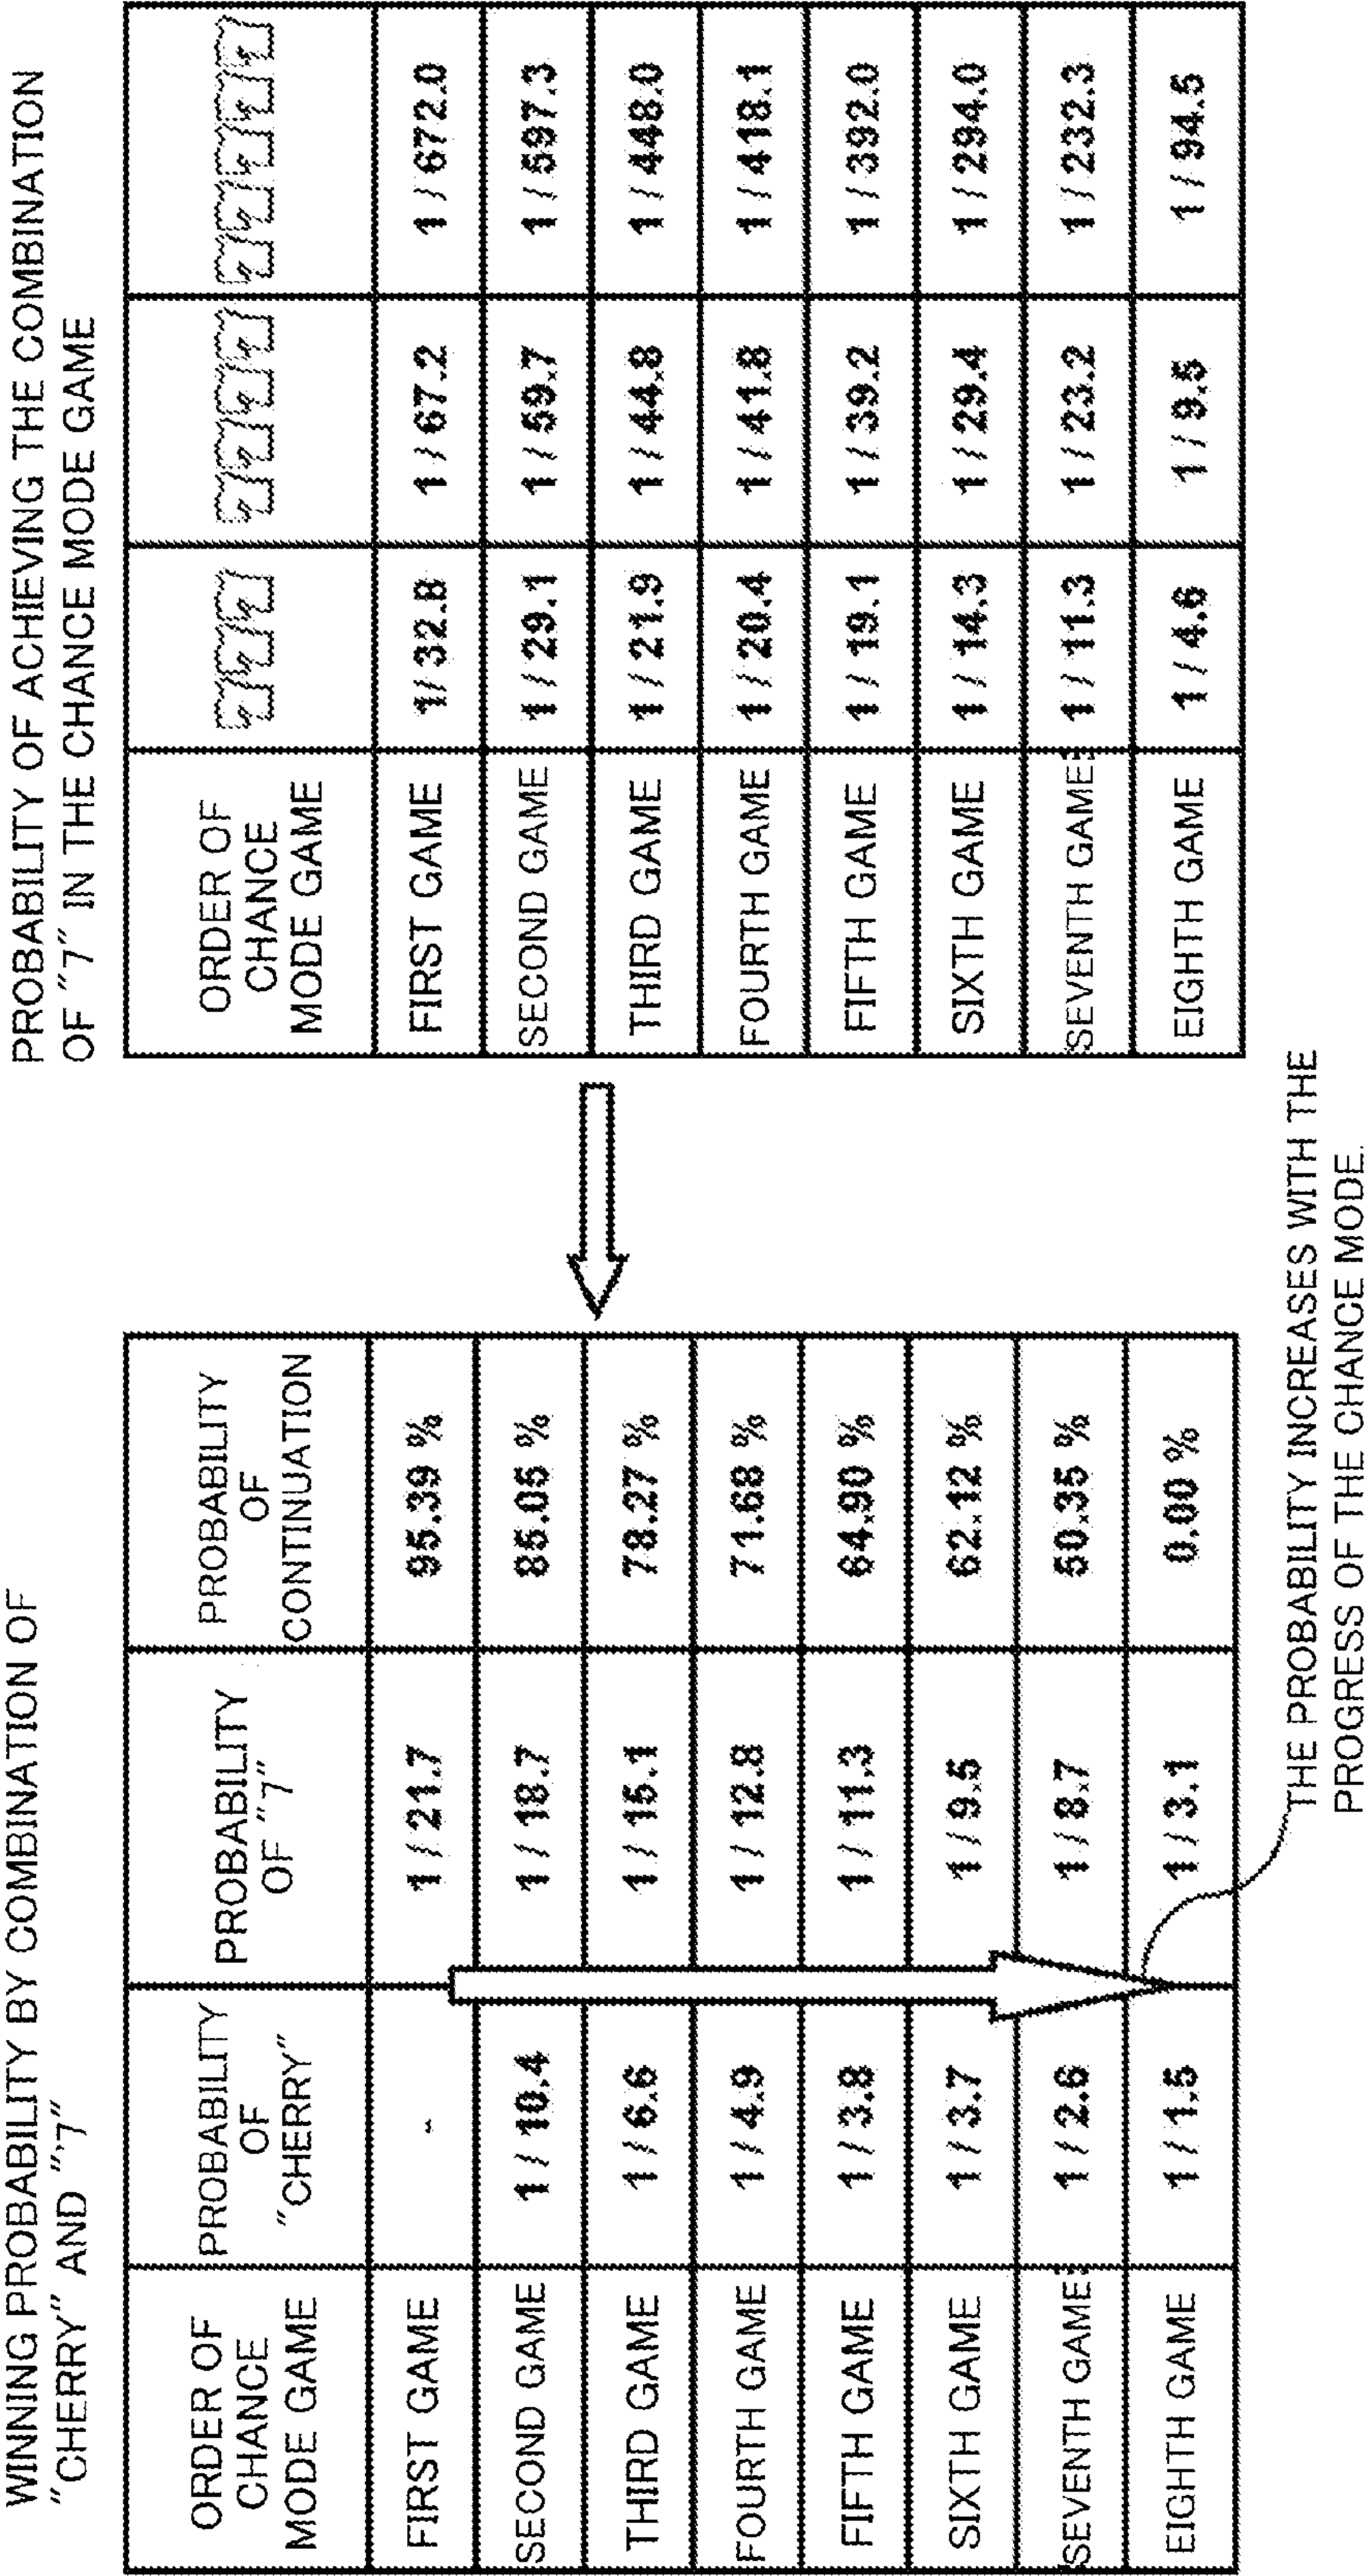 WINNING PROBABILITY BY COMBINATION OF
"CHERRY" AND "7"
ORDER OF CHANCE MODE GAME PROBABILITY OF "CHERRY" PROBABILITY OF "7" PROBABILITY OF CONTINUATION
FIRST GAME - 1 / 21.7 95.39 %
SECOND GAME 1 / 10.4 1 / 18.7 85.05 %
THIRD GAME 1 / 6.6 1 / 15.1 78.27 %
FOURTH GAME 1 / 4.9 1 / 12.8 71.68 %
FIFTH GAME 1 / 3.8 1 / 11.3 64.90 %
SIXTH GAME 1 / 3.7 1 / 9.5 62.12 %
SEVENTH GAME 1 / 2.6 1 / 8.7 50.35 %
EIGHTH GAME 1 / 1.5 1 / 3.1 0.00 %
THE PROBABILITY INCREASES WITH THE
PROGRESS OF THE CHANCE MODE.
PROBABILITY OF ACHIEVING THE COMBINATION
OF "7" IN THE CHANCE MODE GAME
ORDER OF CHANCE MODE GAME 777 7777 77777
FIRST GAME 1 / 32.8 1 / 67.2 1 / 672.0
SECOND GAME 1 / 29.1 1 / 59.7 1 / 597.3
THIRD GAME 1 / 21.9 1 / 44.8 1 / 448.0
FOURTH GAME 1 / 20.4 1 / 41.8 1 / 418.1
FIFTH GAME 1 / 19.1 1 / 39.2 1 / 392.0
SIXTH GAME 1 / 14.3 1 / 29.4 1 / 294.0
SEVENTH GAME 1 / 11.3 1 / 23.2 1 / 232.3
EIGHTH GAME 1 / 4.6 1 / 9.5 1 / 94.5